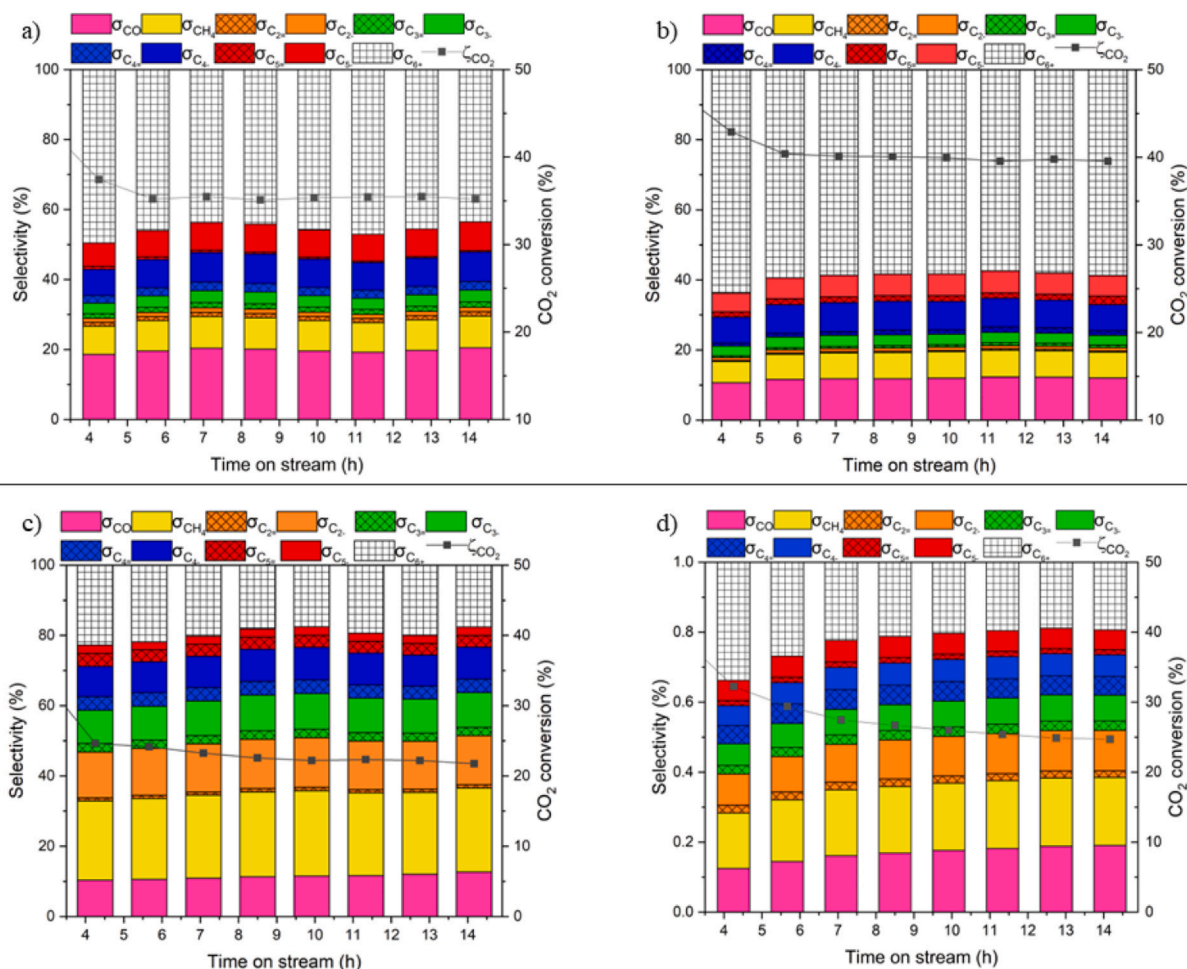 a)
σCO σCH4 σC2= σC2- σC3= σC3-
σC4= σC4- σC5= σC5- σC6+ ζCO2
100
80
60
40
20
0
Selectivity (%)
50
40
30
20
10
CO2 conversion (%)
4 5 6 7 8 9 10 11 12 13 14
Time on stream (h)
b)
σCO σCH4 σC2= σC2- σC3= σC3-
σC4= σC4- σC5= σC5- σC6+ ζCO2
100
80
60
40
20
0
Selectivity (%)
50
40
30
20
10
CO2 conversion (%)
4 5 6 7 8 9 10 11 12 13 14
Time on stream (h)
c)
σCO σCH4 σC2= σC2- σC3= σC3-
σC4= σC4- σC5= σC5- σC6+ ζCO2
100
80
60
40
20
0
Selectivity (%)
50
40
30
20
10
0
CO2 conversion (%)
4 5 6 7 8 9 10 11 12 13 14
Time on stream (h)
d)
σCO σCH4 σC2= σC2- σC3= σC3-
σC4= σC4- σC5= σC5- σC6+ ζCO2
1.0
0.8
0.6
0.4
0.2
0.0
Selectivity (%)
50
40
30
20
10
0
CO2 conversion (%)
4 5 6 7 8 9 10 11 12 13 14
Time on stream (h)